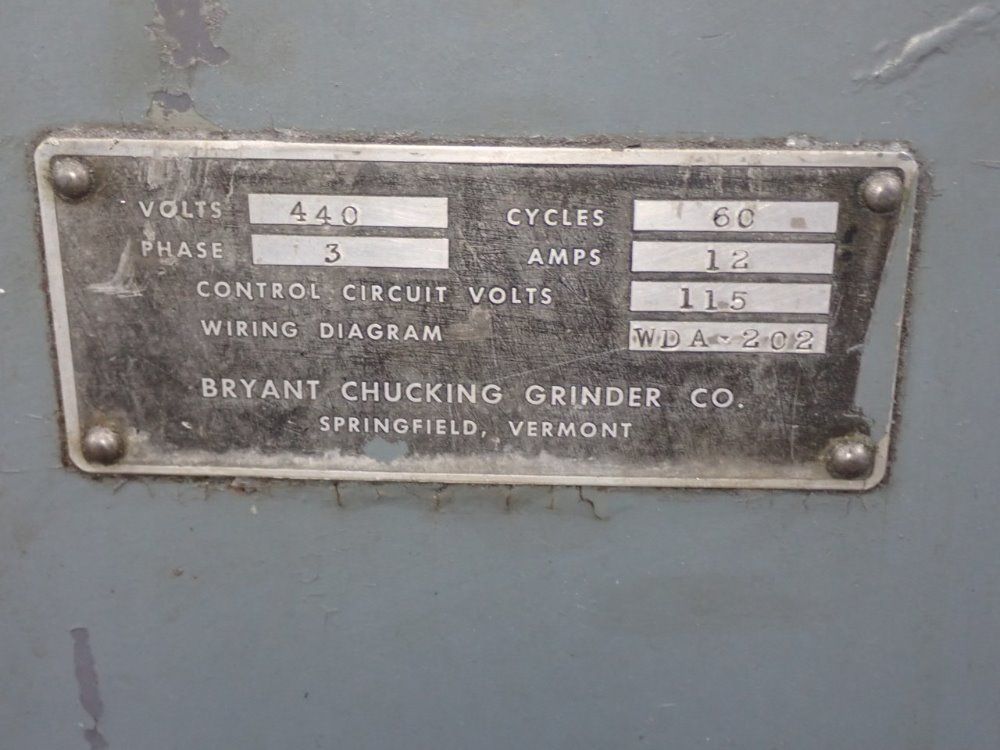 VOLTS 440 CYCLES 60
PHASE 3 AMPS 12
CONTROL CIRCUIT VOLTS 115
WIRING DIAGRAM WDA-202
BRYANT CHUCKING GRINDER CO.
SPRINGFIELD, VERMONT